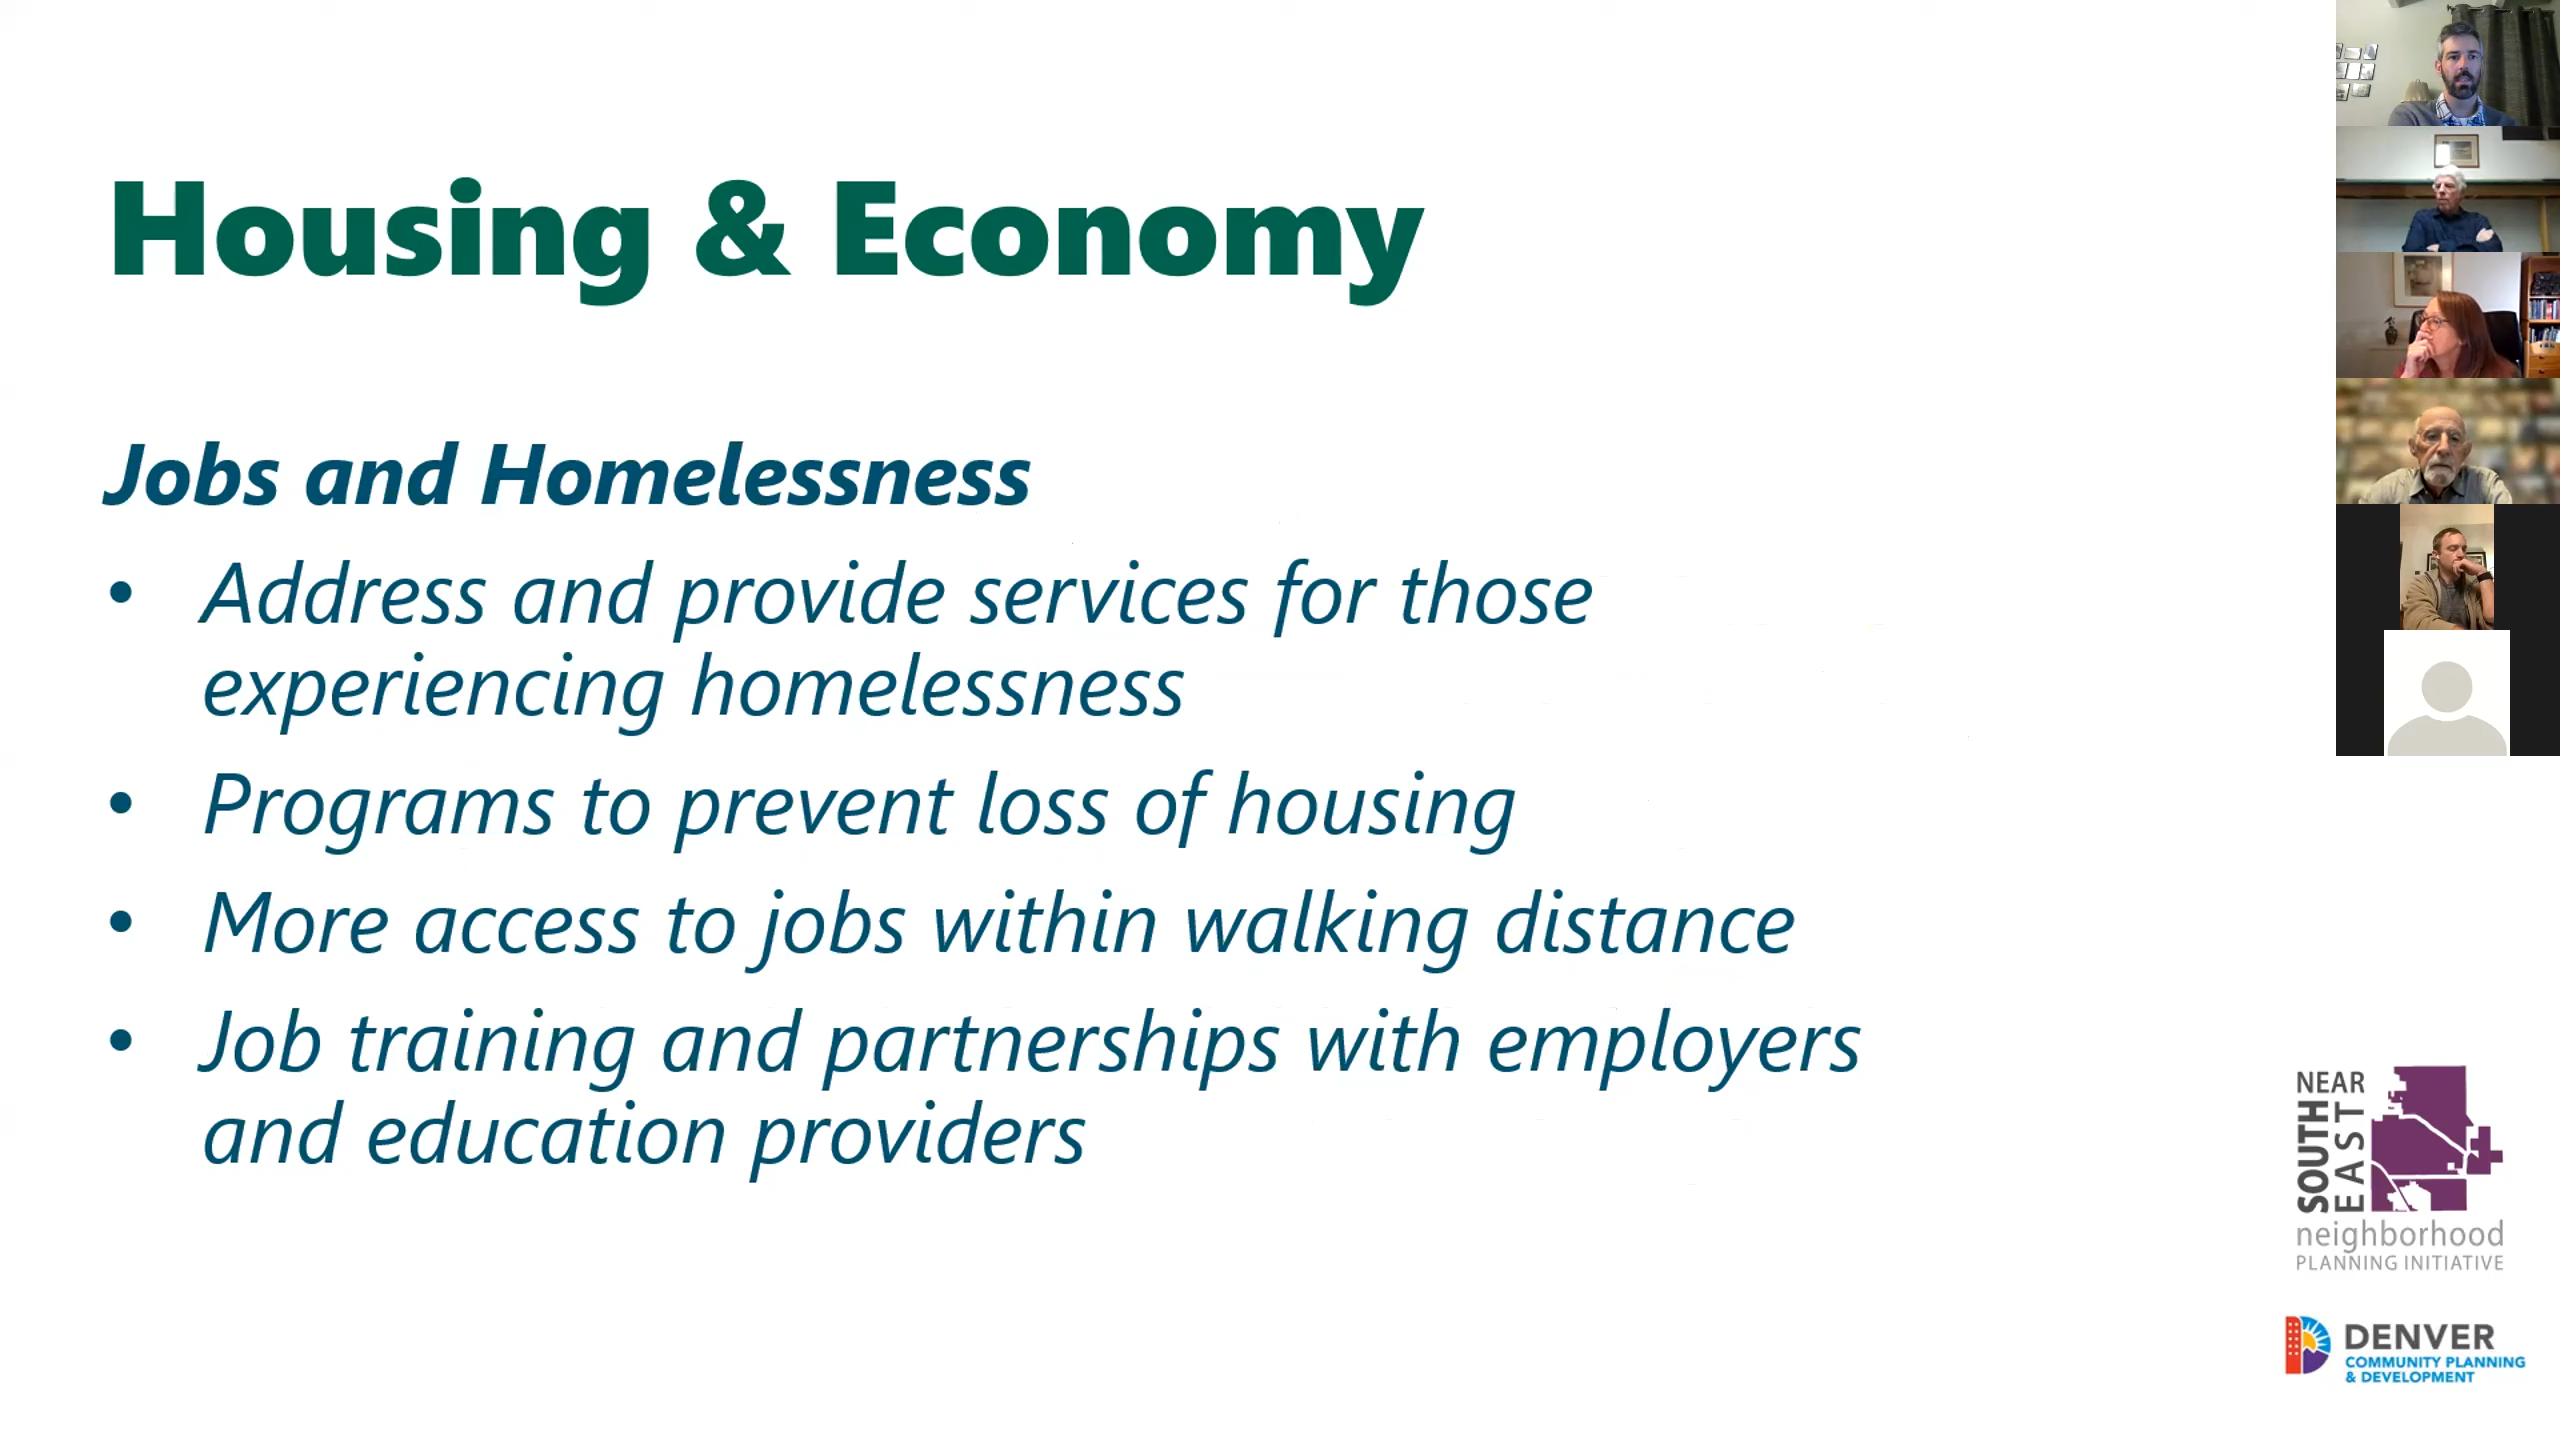 Housing & Economy
Jobs and Homelessness
• Address and provide services for those
experiencing homelessness
• Programs to prevent loss of housing
• More access to jobs within walking distance
• Job training and partnerships with employers
and education providers
NEAR
SOUTH
EAST
neighborhood
PLANNING INITIATIVE
DENVER
COMMUNITY PLANNING
& DEVELOPMENT